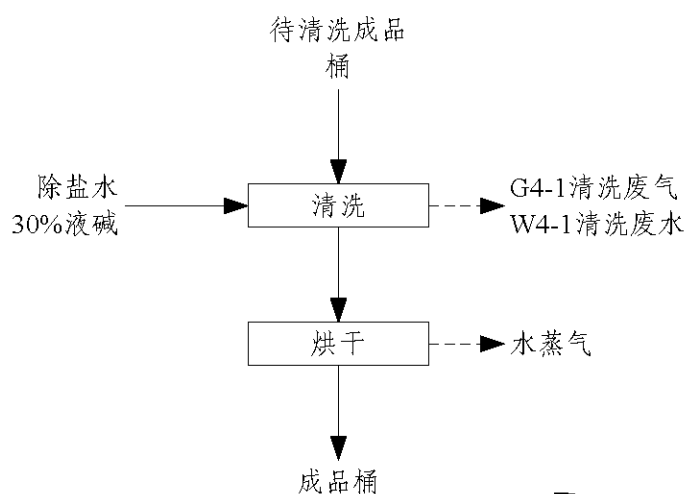 待清洗成品
桶
除盐水
30%液碱
清洗
G4-1清洗废气
W4-1清洗废水
烘干
水蒸气
成品桶